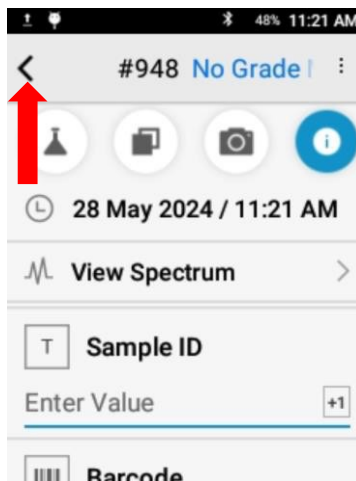 48% 11:21 AM
#948 No Grade
28 May 2024 / 11:21 AM
View Spectrum
T Sample ID
Enter Value +1
Barcode